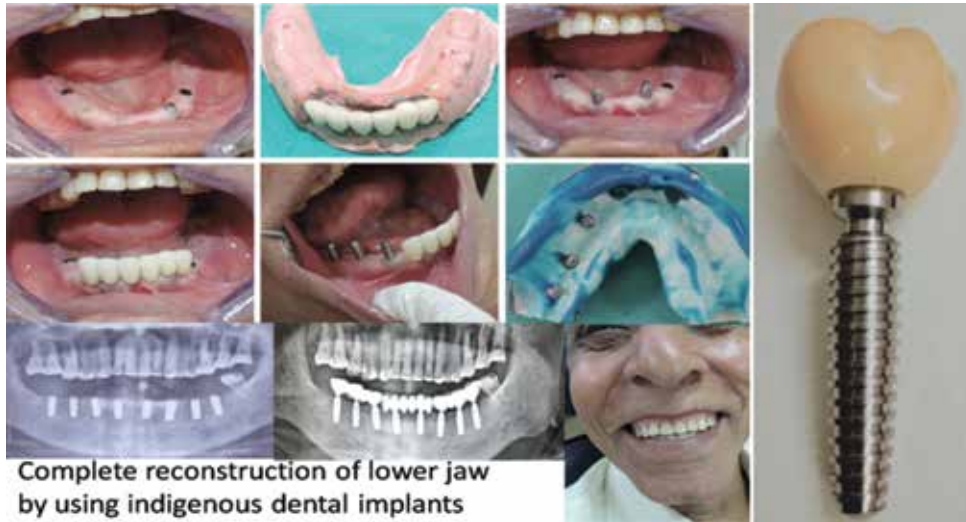 Complete reconstruction of lower jaw
by using indigenous dental implants